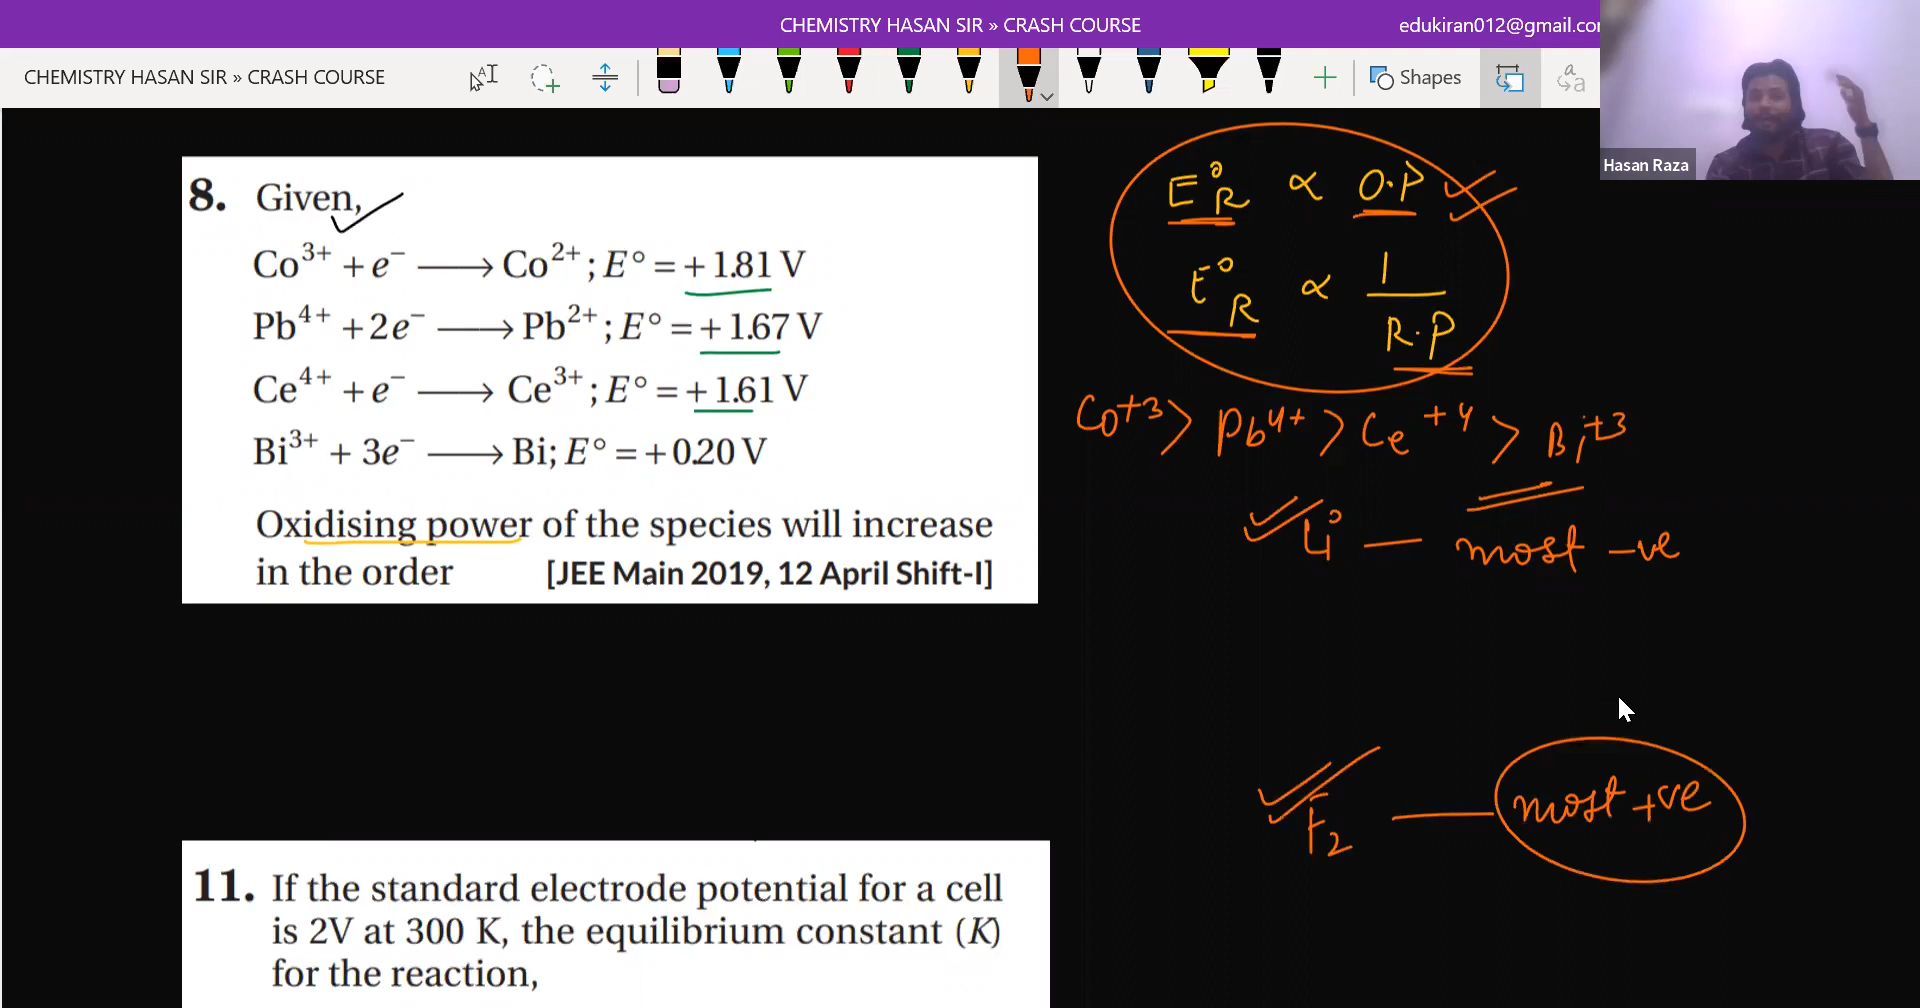 CHEMISTRY HASAN SIR » CRASH COURSE
CHEMISTRY HASAN SIR » CRASH COURSE
Shapes
Hasan Raza
8. Given,
Co³⁺ + e⁻ ⟶ Co²⁺ ; E° = + 1.81 V
Pb⁴⁺ + 2e⁻ ⟶ Pb²⁺ ; E° = + 1.67 V
Ce⁴⁺ + e⁻ ⟶ Ce³⁺ ; E° = + 1.61 V
Bi³⁺ + 3e⁻ ⟶ Bi; E° = + 0.20 V
Oxidising power of the species will increase
in the order [JEE Main 2019, 12 April Shift-I]
E°R ∝ O.P
E°R ∝ 1/R.P
Co⁺³ > Pb⁴⁺ > Ce⁺⁴ > Bi⁺³
Li — most -ve
F₂ — most +ve
11. If the standard electrode potential for a cell
is 2V at 300 K, the equilibrium constant (K)
for the reaction,